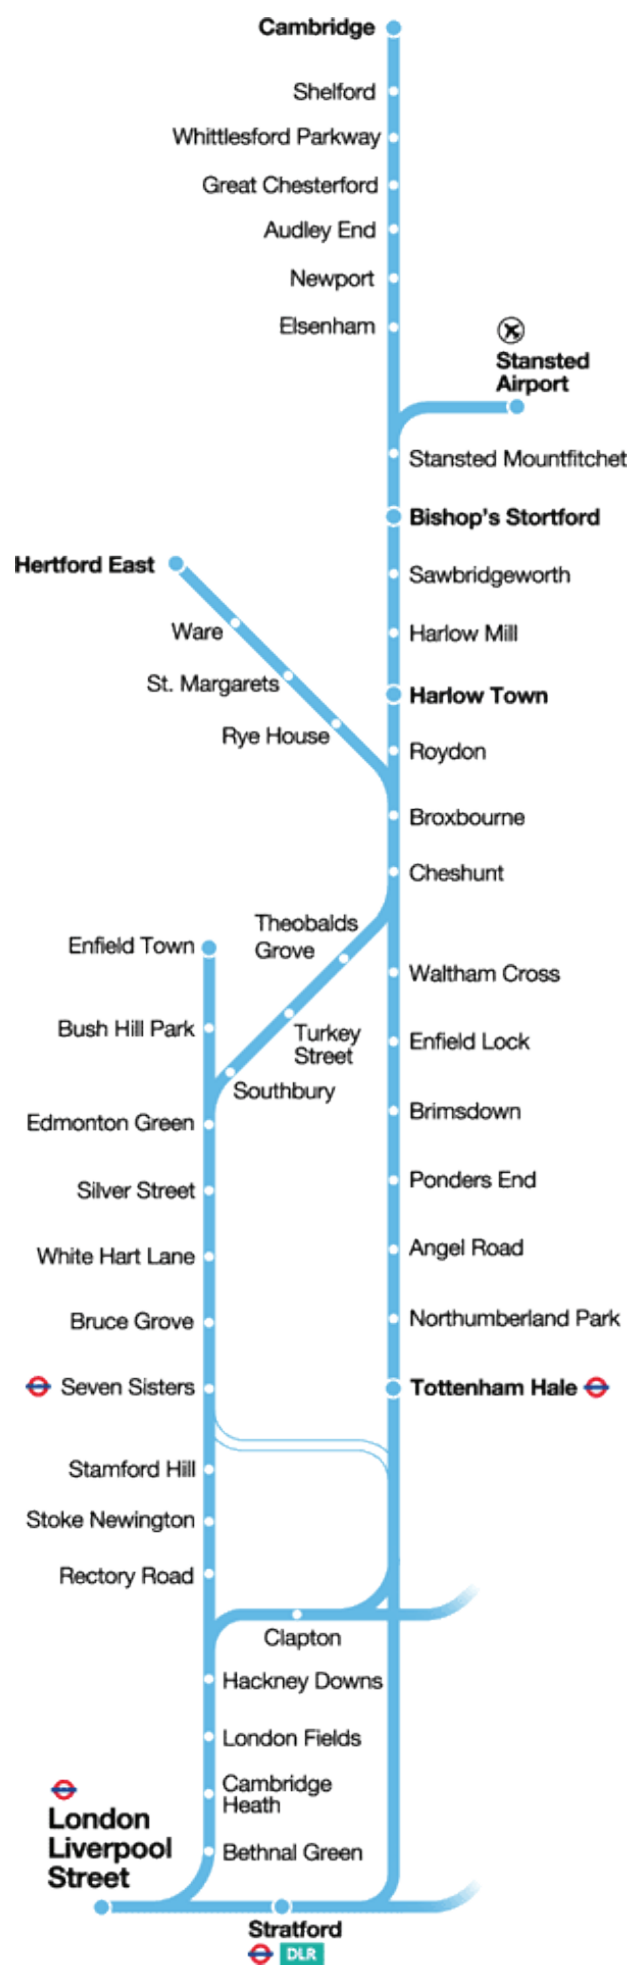 Cambridge
Shelford
Whittlesford Parkway
Great Chesterford
Audley End
Newport
Elsenham
Stansted
Airport
Stansted Mountfitchet
Bishop's Stortford
Hertford East
Sawbridgeworth
Ware
Harlow Mill
St. Margarets
Harlow Town
Rye House
Roydon
Broxbourne
Cheshunt
Theobalds
Grove
Enfield Town
Waltham Cross
Bush Hill Park
Turkey
Street
Enfield Lock
Southbury
Brimsdown
Edmonton Green
Ponders End
Silver Street
Angel Road
White Hart Lane
Northumberland Park
Bruce Grove
Seven Sisters
Tottenham Hale
Stamford Hill
Stoke Newington
Rectory Road
Clapton
Hackney Downs
London Fields
Cambridge
Heath
London
Liverpool
Street
Bethnal Green
Stratford
DLR